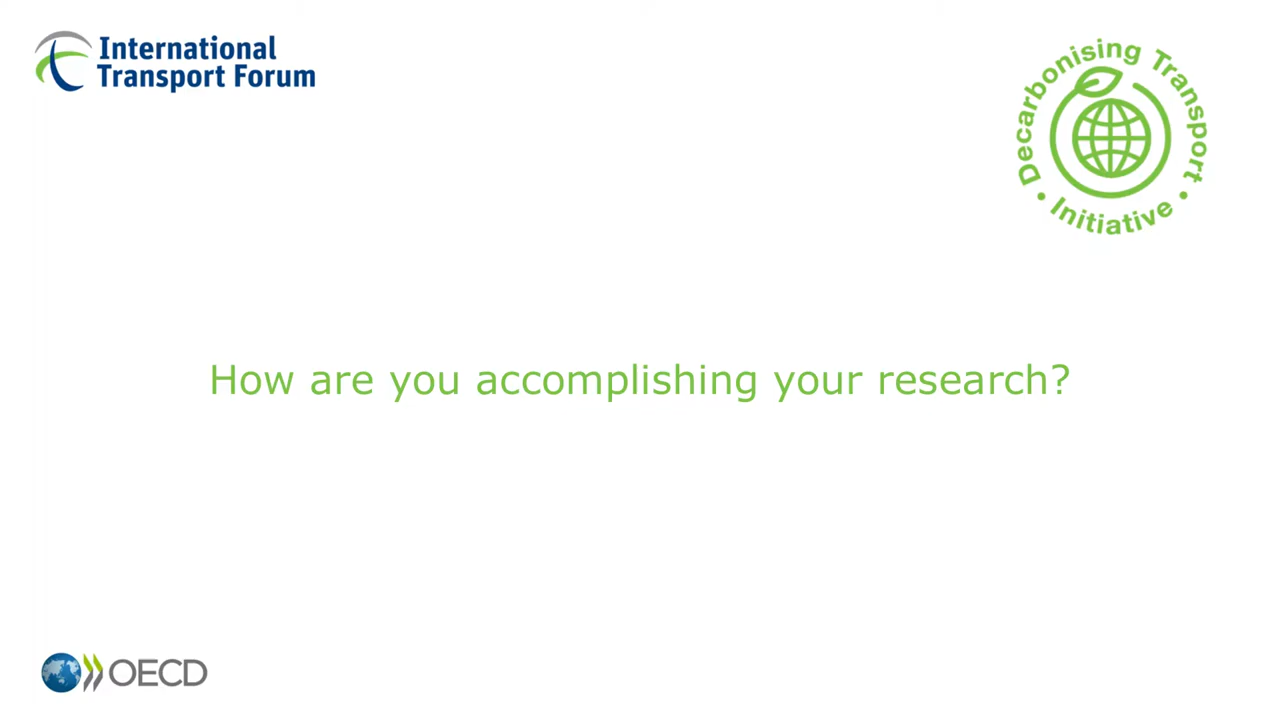 International
Transport Forum
Decarbonising Transport
• Initiative •
How are you accomplishing your research?
OECD